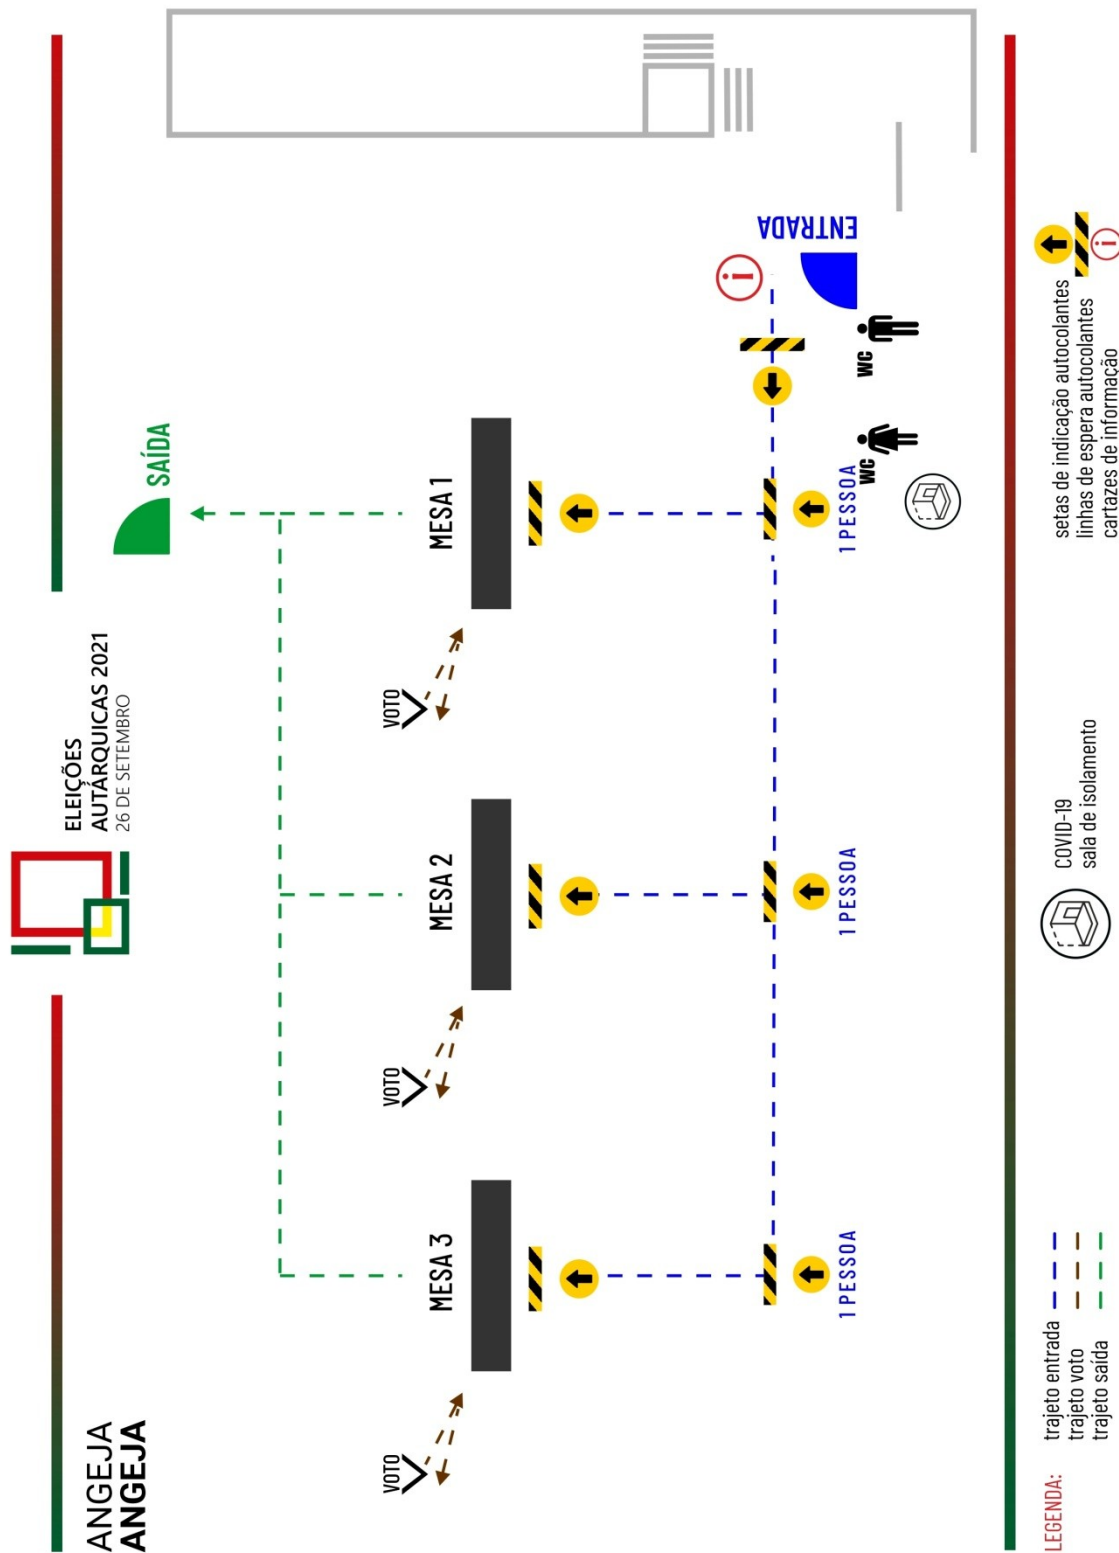 ANGEJA
ANGEJA
ELEIÇÕES
AUTÁRQUICAS 2021
26 DE SETEMBRO
SAÍDA
VOTO
MESA 3
VOTO
MESA 2
VOTO
MESA 1
ENTRADA
1 PESSOA
1 PESSOA
1 PESSOA
WC
WC
LEGENDA:
trajeto entrada
trajeto voto
trajeto saída
COVID-19
sala de isolamento
setas de indicação autocolantes
linhas de espera autocolantes
cartazes de informação